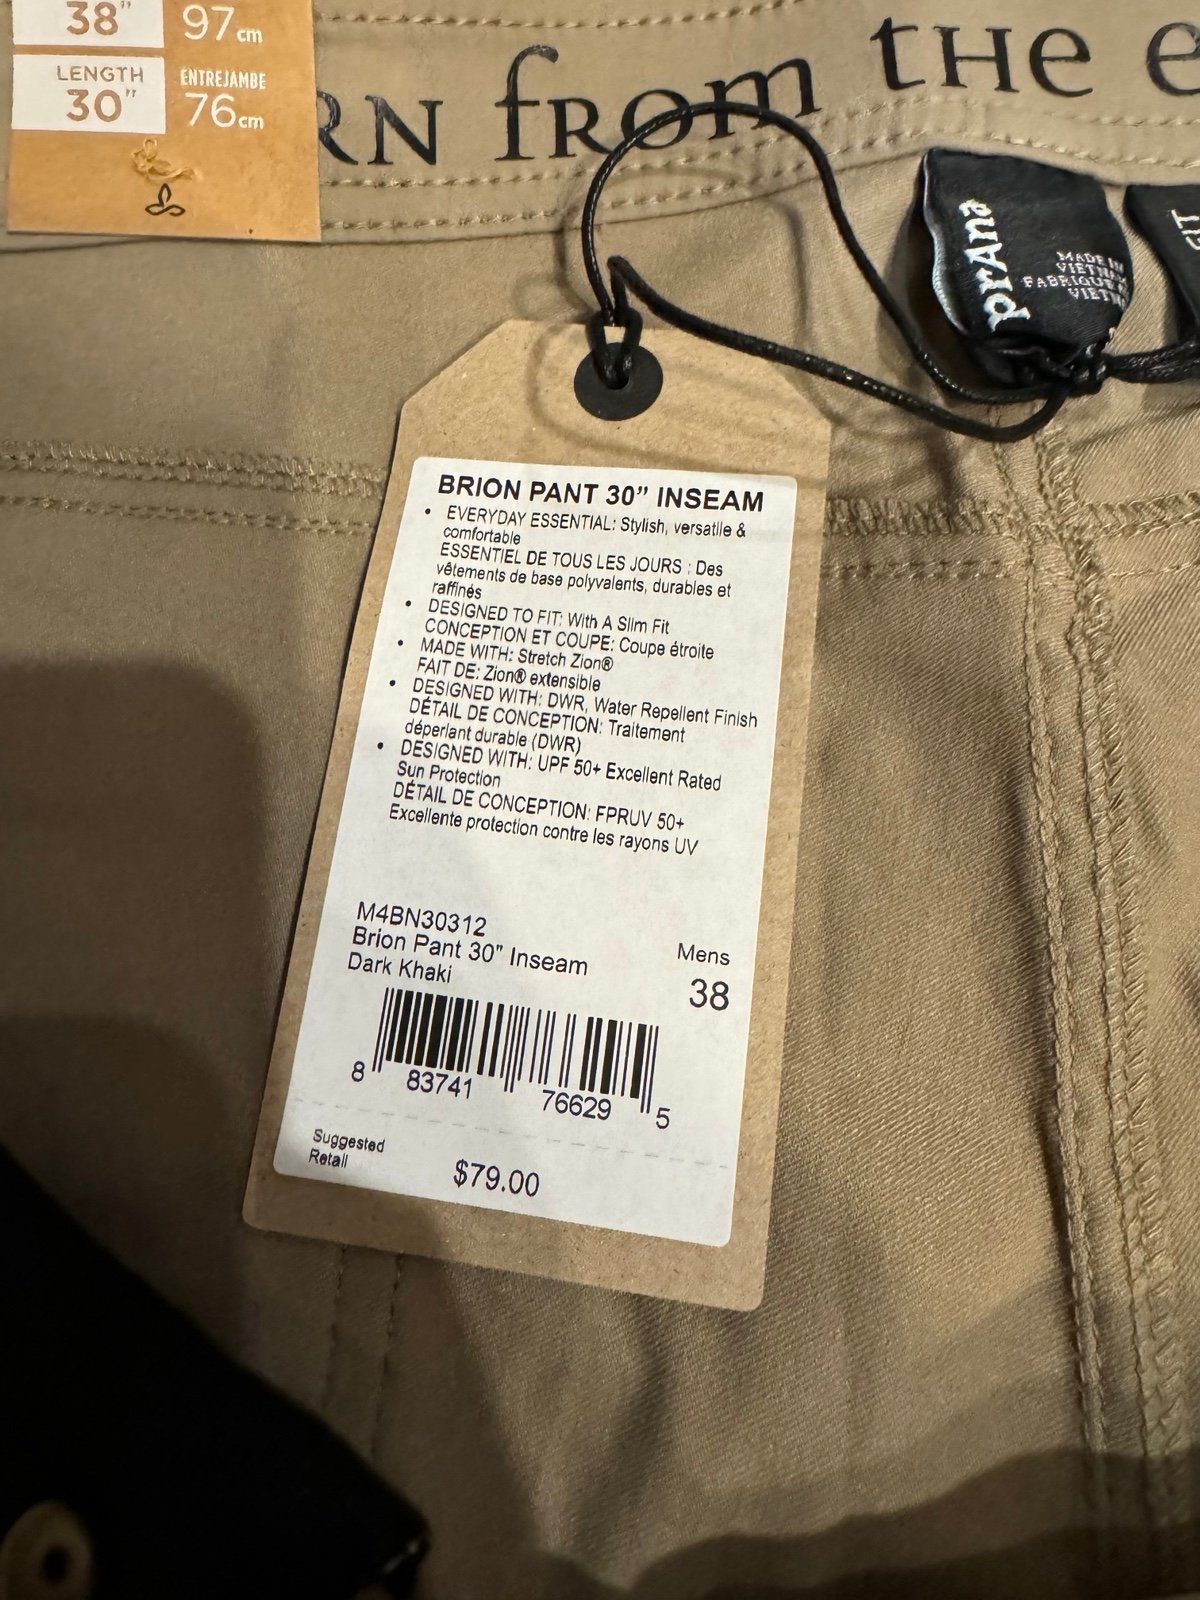 38" 97cm
LENGTH ENTREJAMBE
30" 76cm
RN from the e
prAna
MADE IN
VIETNAM
FABRIQUÉ
BRION PANT 30” INSEAM
• EVERYDAY ESSENTIAL: Stylish, versatile &
comfortable
ESSENTIEL DE TOUS LES JOURS : Des
vêtements de base polyvalents, durables et
raffinés
• DESIGNED TO FIT: With A Slim Fit
CONCEPTION ET COUPE: Coupe étroite
• MADE WITH: Stretch Zion®
FAIT DE: Zion® extensible
• DESIGNED WITH: DWR, Water Repellent Finish
DÉTAIL DE CONCEPTION: Traitement
déperlant durable (DWR)
• DESIGNED WITH: UPF 50+ Excellent Rated
Sun Protection
DÉTAIL DE CONCEPTION: FPRUV 50+
Excellente protection contre les rayons UV
M4BN30312
Brion Pant 30" Inseam Mens
Dark Khaki 38
8 83741 76629 5
Suggested
Retail $79.00